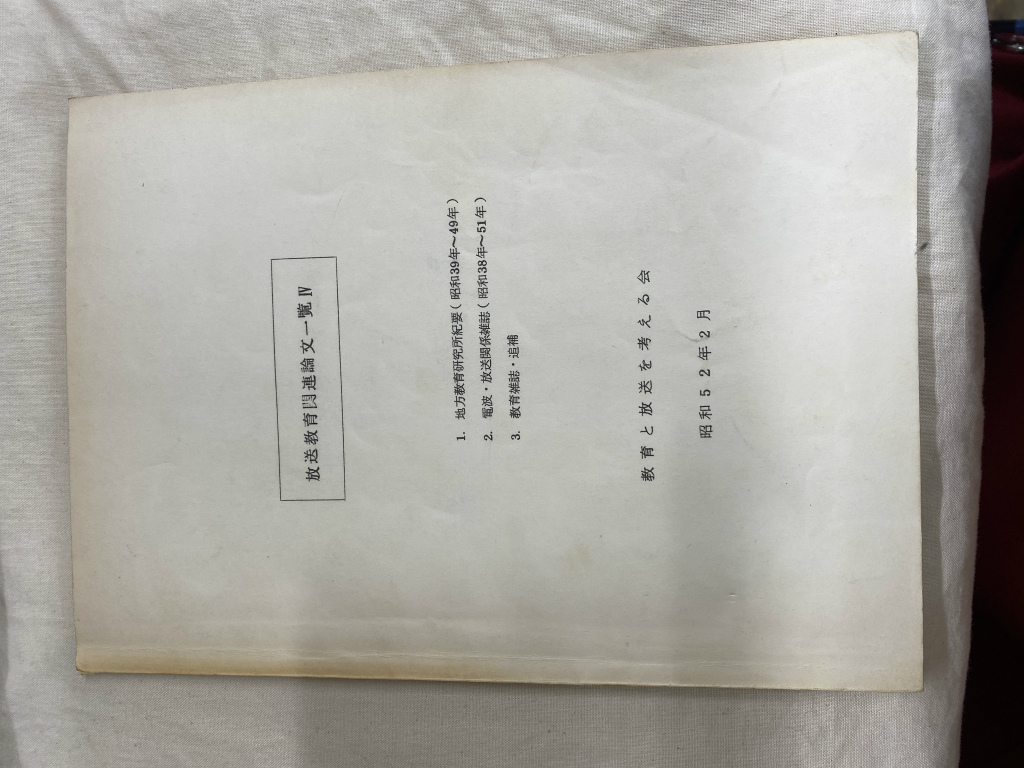 放送教育関連論文一覧Ⅳ
1. 地方教育研究所紀要(昭和39年~49年)
2. 電波・放送関係雑誌(昭和38年~51年)
3. 教育雑誌・追補
教育と放送を考える会
昭和52年2月